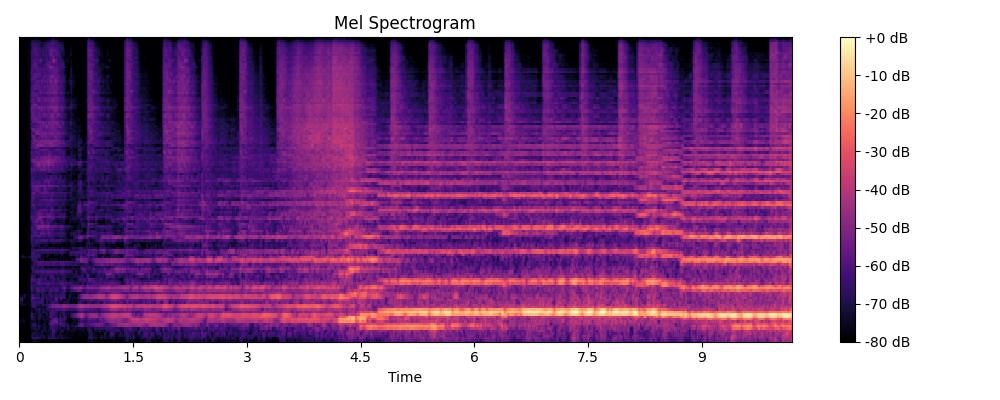 Mel Spectrogram
+0 dB
-10 dB
-20 dB
-30 dB
-40 dB
-50 dB
-60 dB
-70 dB
-80 dB
0 1.5 3 4.5 6 7.5 9
Time